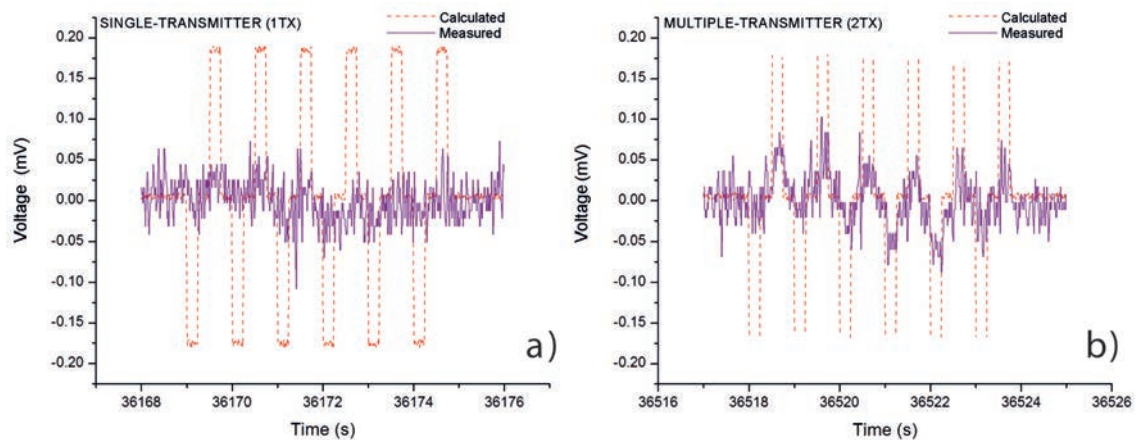 SINGLE-TRANSMITTER (1TX)
Calculated
Measured
0.20
0.15
0.10
0.05
0.00
-0.05
-0.10
-0.15
-0.20
Voltage (mV)
a)
36168
36170
36172
36174
36176
Time (s)
MULTIPLE-TRANSMITTER (2TX)
Calculated
Measured
0.20
0.15
0.10
0.05
0.00
-0.05
-0.10
-0.15
-0.20
Voltage (mV)
b)
36516
36518
36520
36522
36524
36526
Time (s)